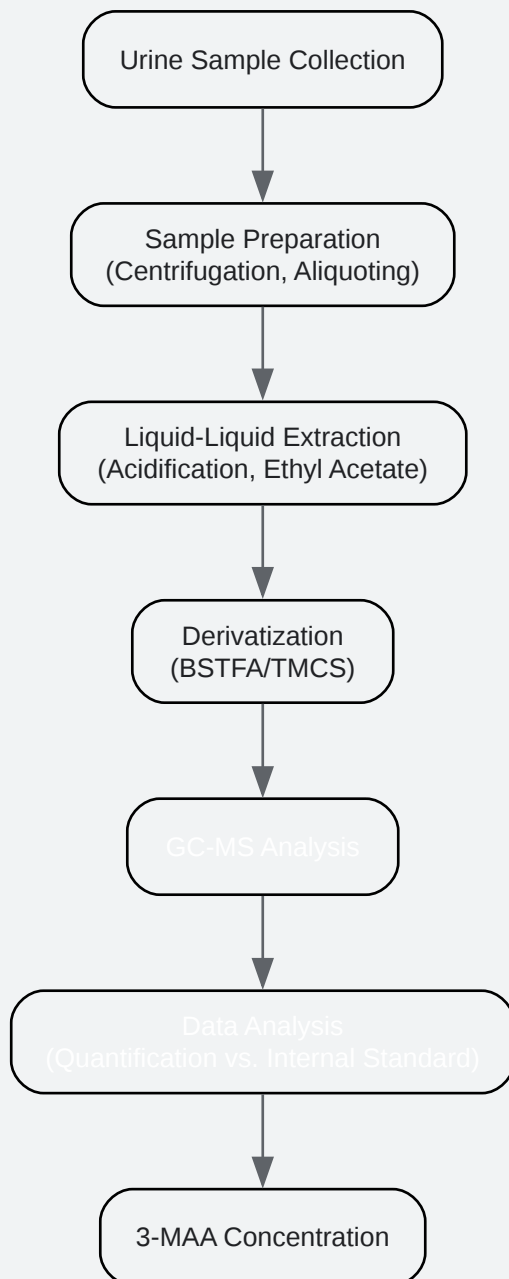 Urine Sample Collection
Sample Preparation
(Centrifugation, Aliquoting)
Liquid-Liquid Extraction
(Acidification, Ethyl Acetate)
Derivatization
(BSTFA/TMCS)
GC-MS Analysis
Data Analysis
(Quantification vs. Internal Standard)
3-MAA Concentration